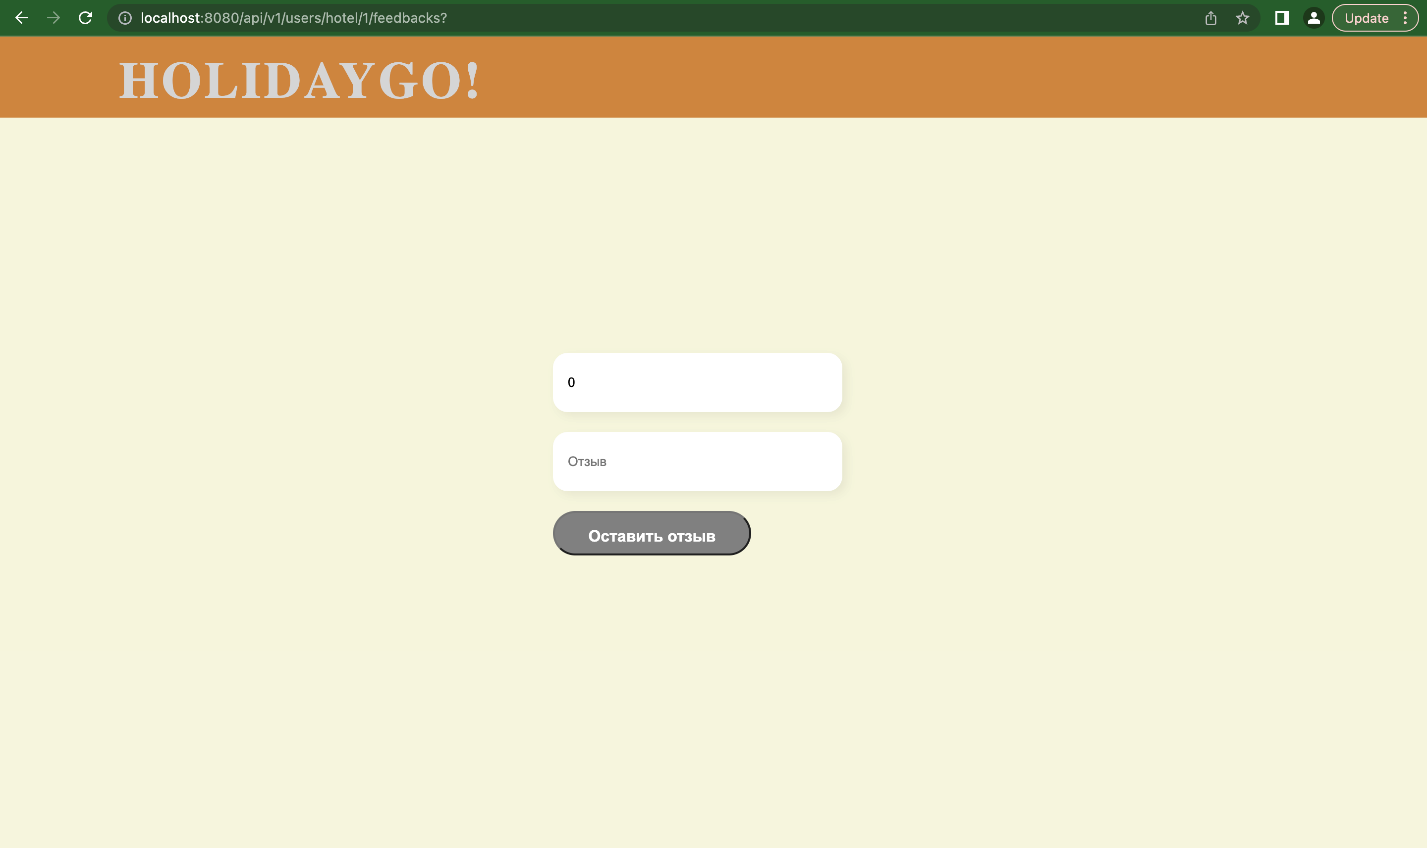 localhost:8080/api/v1/users/hotel/1/feedbacks?
Update
HOLIDAYGO!
0
Отзыв
Оставить отзыв